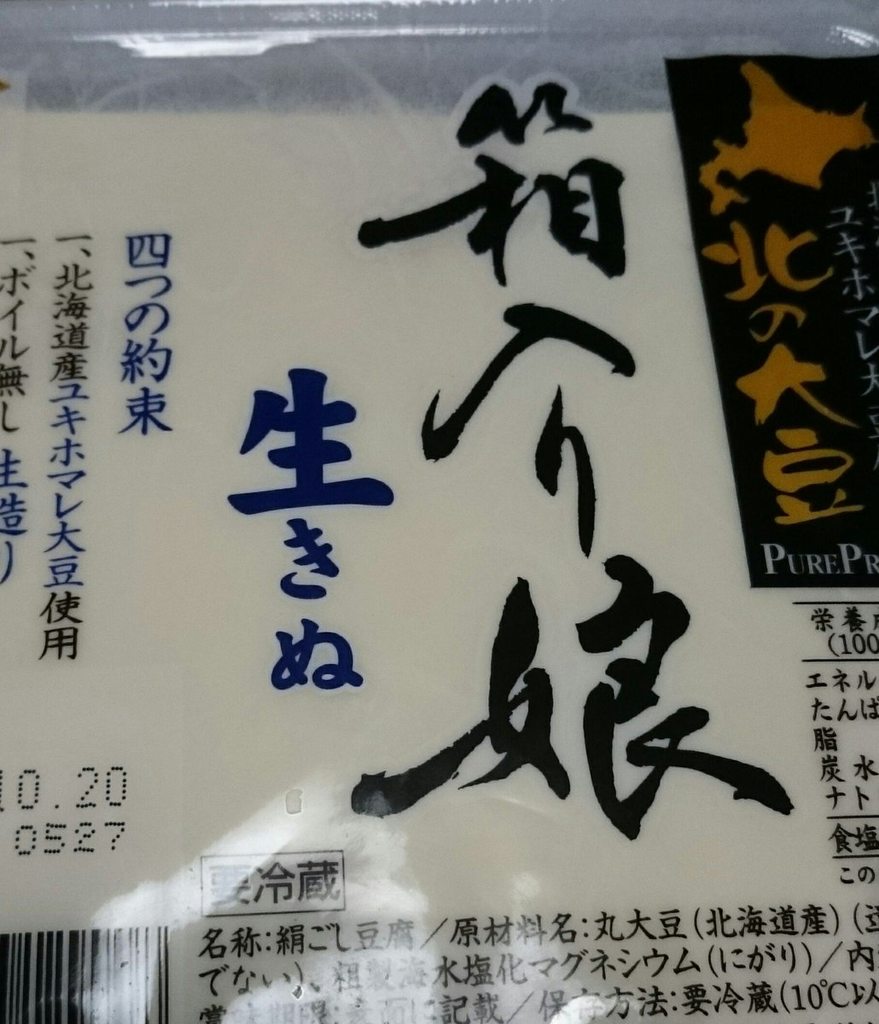 北の大豆
ユキホマレ大豆
PUREPR
箱入り娘
生きぬ
四つの約束
一、北海道産ユキホマレ大豆使用
一、ボイル無し生造り
栄養
(100
エネル
たんぱ
脂
炭水
ナト
食塩
この
10.20
0527
要冷蔵
名称:絹ごし豆腐/原材料名:丸大豆(北海道産)(遺
でない)、粗製海水塩化マグネシウム(にがり)/内
記載/保存方法:要冷蔵(10℃以